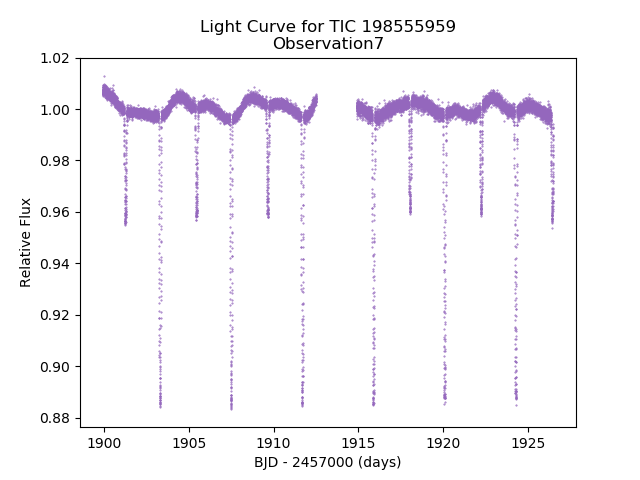 Light Curve for TIC 198555959
Observation7
1.02
1.00
0.98
0.96
0.94
0.92
0.90
0.88
Relative Flux
1900 1905 1910 1915 1920 1925
BJD - 2457000 (days)